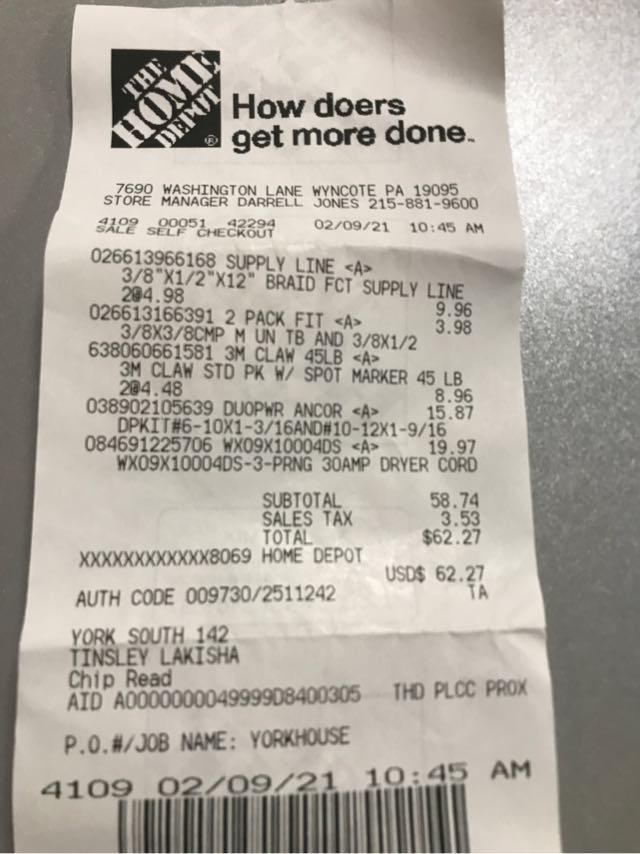 THE
HOME
DEPOT
®
How doers
get more done.
7690 WASHINGTON LANE WYNCOTE PA 19095
STORE MANAGER DARRELL JONES 215-881-9600
4109 00051 42294 02/09/21 10:45 AM
SALE SELF CHECKOUT
026613966168 SUPPLY LINE <A>
3/8"X1/2"X12" BRAID FCT SUPPLY LINE
2@4.98 9.96
026613166391 2 PACK FIT <A> 3.98
3/8X3/8CMP M UN TB AND 3/8X1/2
638060661581 3M CLAW 45LB <A>
3M CLAW STD PK W/ SPOT MARKER 45 LB
2@4.48 8.96
038902105639 DUOPWR ANCOR <A> 15.87
DPKIT#6-10X1-3/16AND#10-12X1-9/16
084691225706 WX09X10004DS <A> 19.97
WX09X10004DS-3-PRNG 30AMP DRYER CORD
SUBTOTAL 58.74
SALES TAX 3.53
TOTAL $62.27
XXXXXXXXXXXX8069 HOME DEPOT
USD$ 62.27
AUTH CODE 009730/2511242 TA
YORK SOUTH 142
TINSLEY LAKISHA
Chip Read
AID A0000000049999D8400305 THD PLCC PROX
P.O.#/JOB NAME: YORKHOUSE
4109 02/09/21 10:45 AM